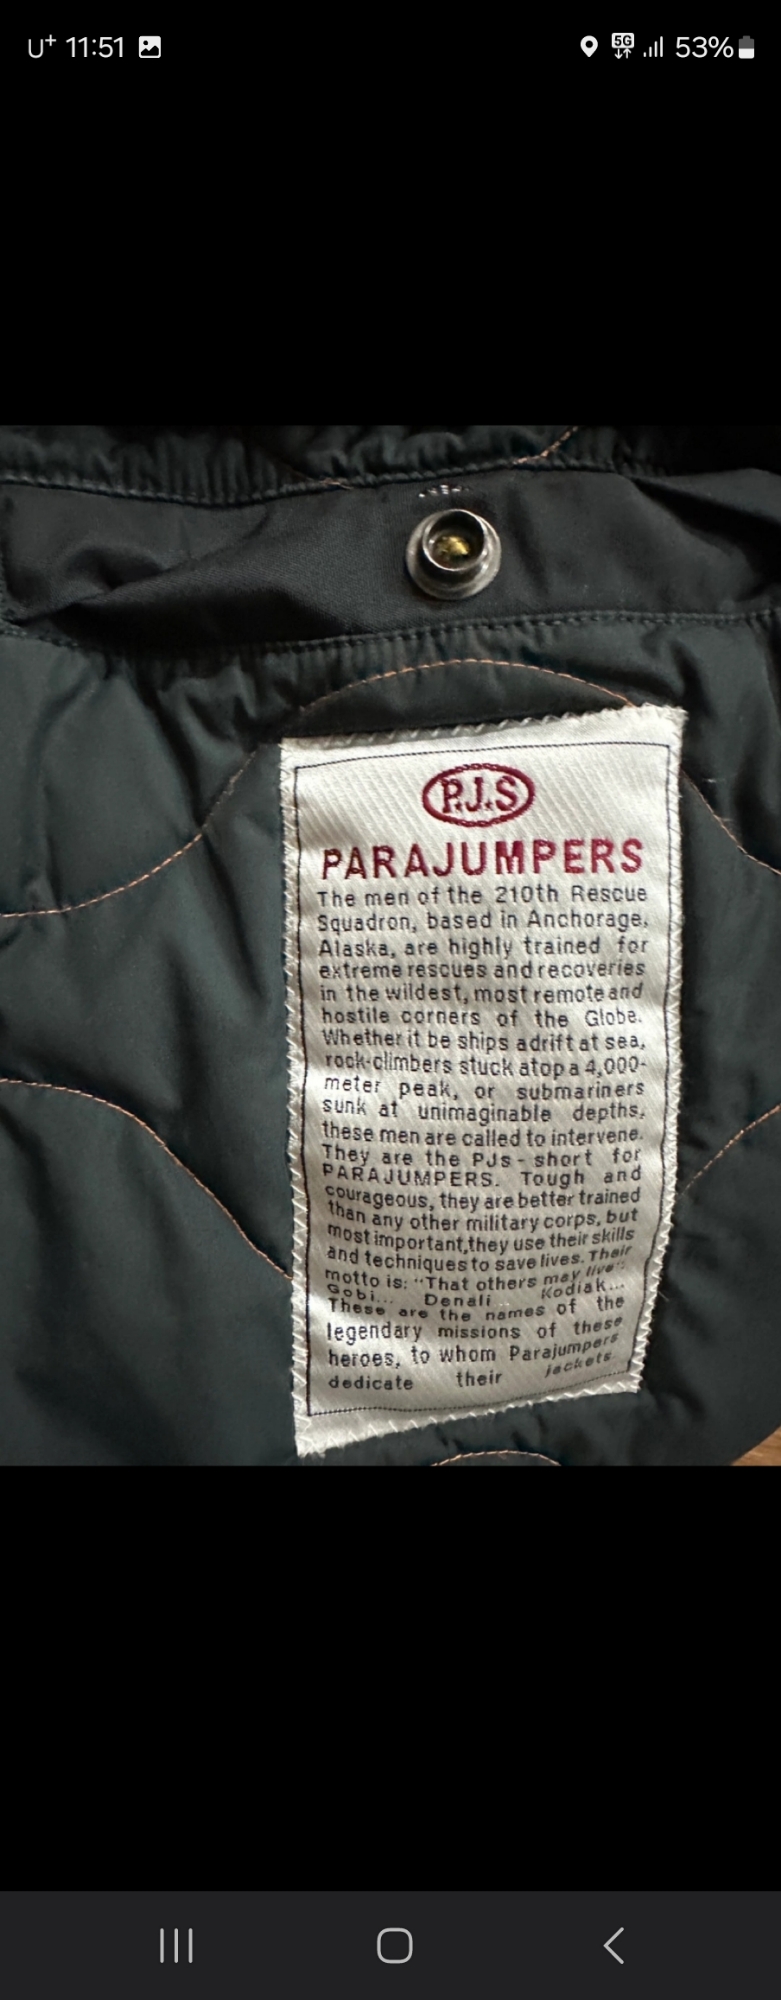 U+ 11:51
5G
53%
P.J.S
PARAJUMPERS
The men of the 210th Rescue
Squadron, based in Anchorage,
Alaska, are highly trained for
extreme rescues and recoveries
in the wildest, most remote and
hostile corners of the Globe.
Whether it be ships adrift at sea,
rock-climbers stuck atop a 4,000-
meter peak, or submariners
sunk at unimaginable depths,
these men are called to intervene.
They are the PJs - short for
PARAJUMPERS. Tough and
courageous, they are better trained
than any other military corps, but
most important,they use their skills
and techniques to save lives. Their
motto is: "That others may live".
Gobi... Denali... Kodiak...
These are the names of the
legendary missions of these
heroes, to whom Parajumpers
dedicate their jackets